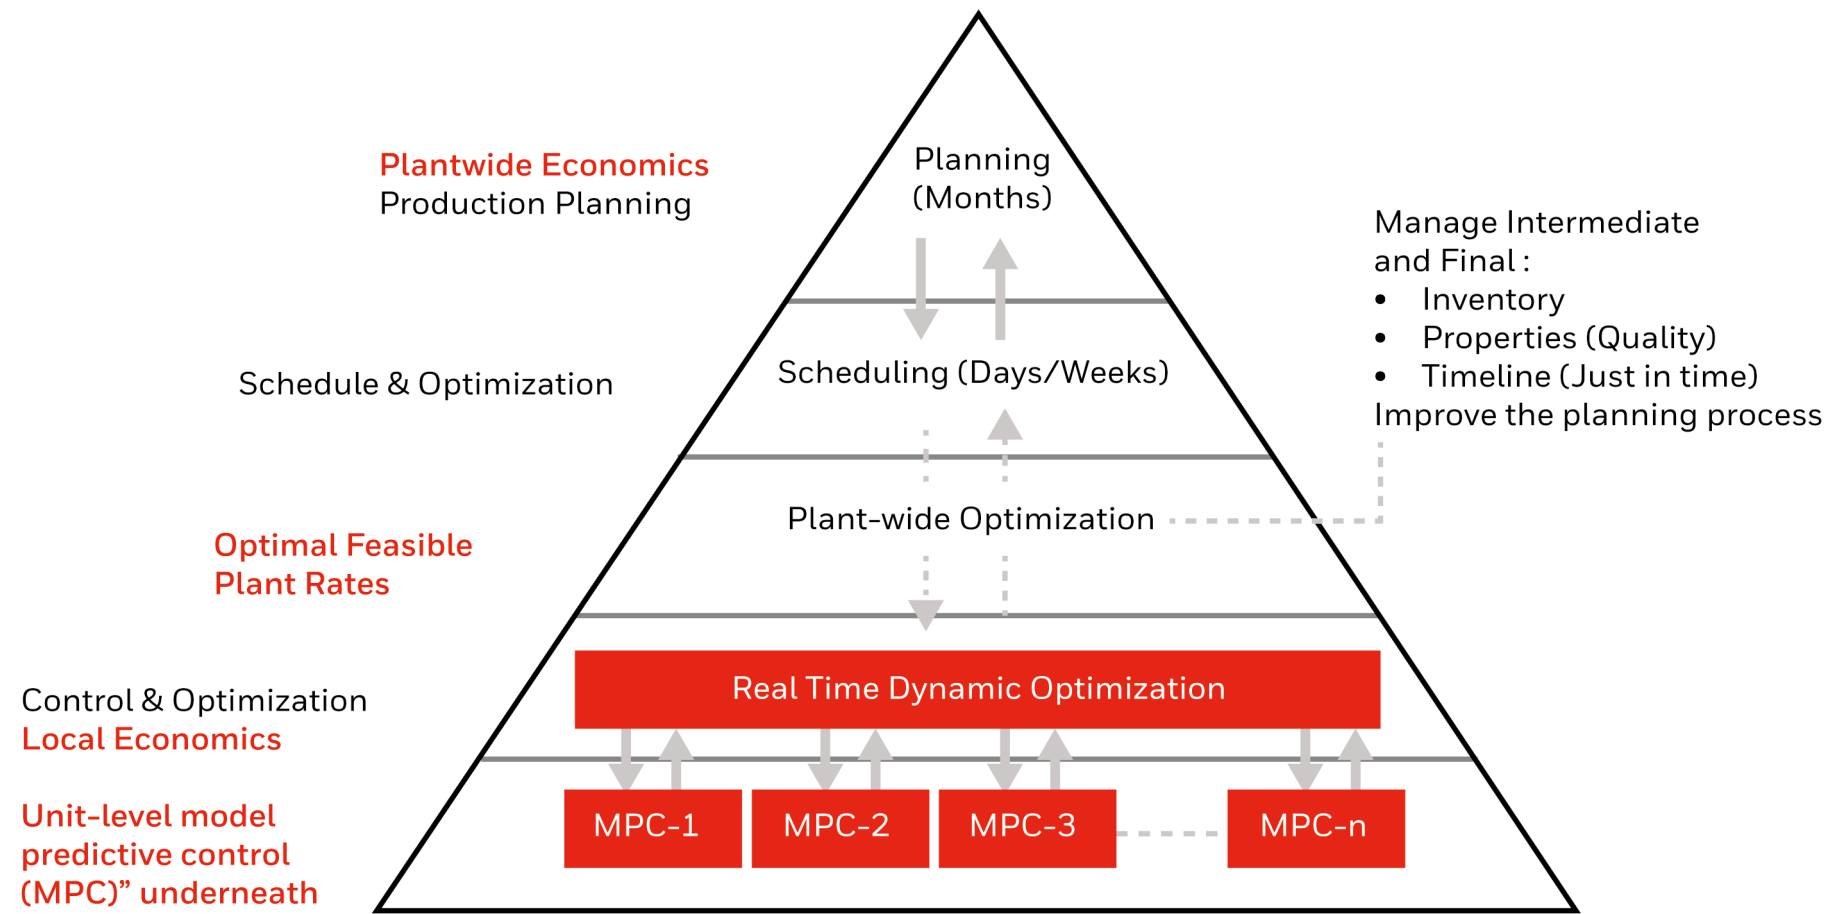 Plantwide Economics
Production Planning
Planning
(Months)
Manage Intermediate
and Final :
• Inventory
• Properties (Quality)
• Timeline (Just in time)
Improve the planning process
Schedule & Optimization
Scheduling (Days/Weeks)
Optimal Feasible
Plant Rates
Plant-wide Optimization
Control & Optimization
Local Economics
Real Time Dynamic Optimization
Unit-level model
predictive control
(MPC)” underneath
MPC-1
MPC-2
MPC-3
MPC-n